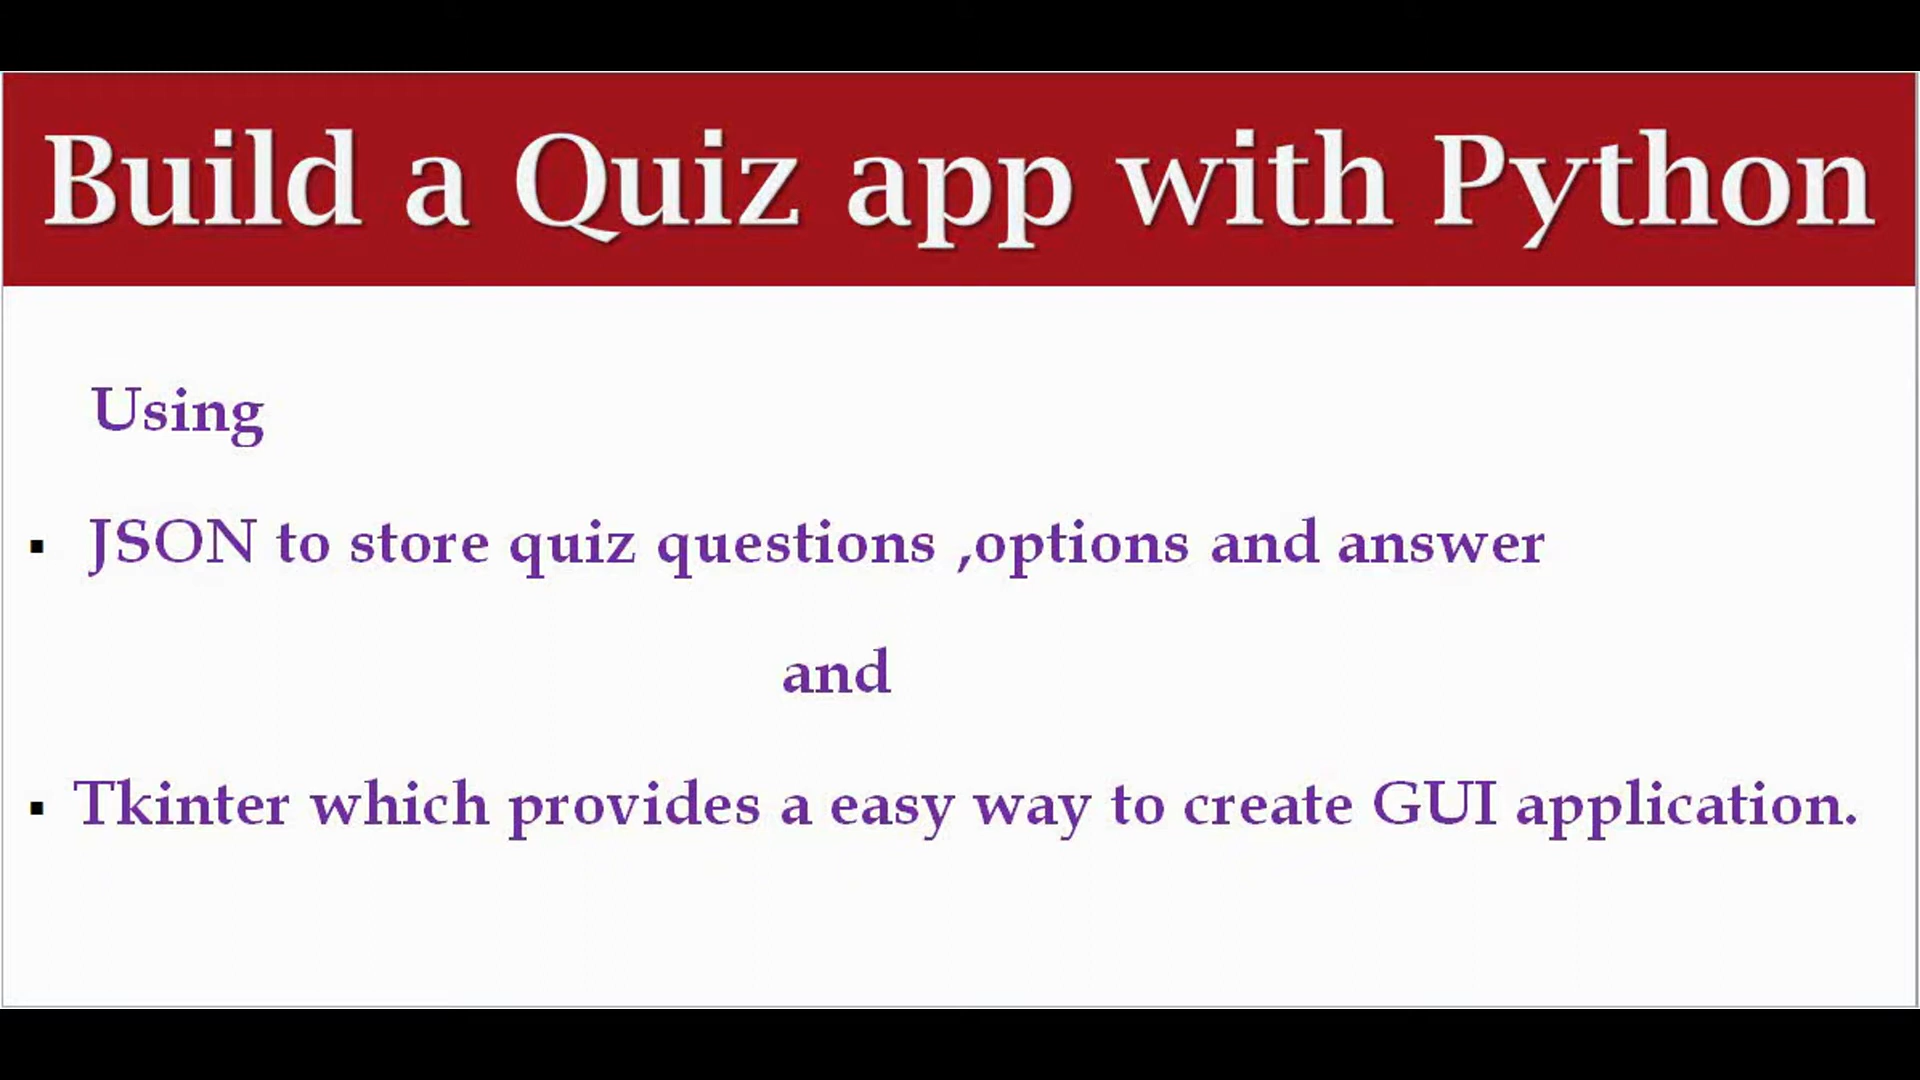 Build a Quiz app with Python
Using
▪ JSON to store quiz questions ,options and answer
and
▪ Tkinter which provides a easy way to create GUI application.